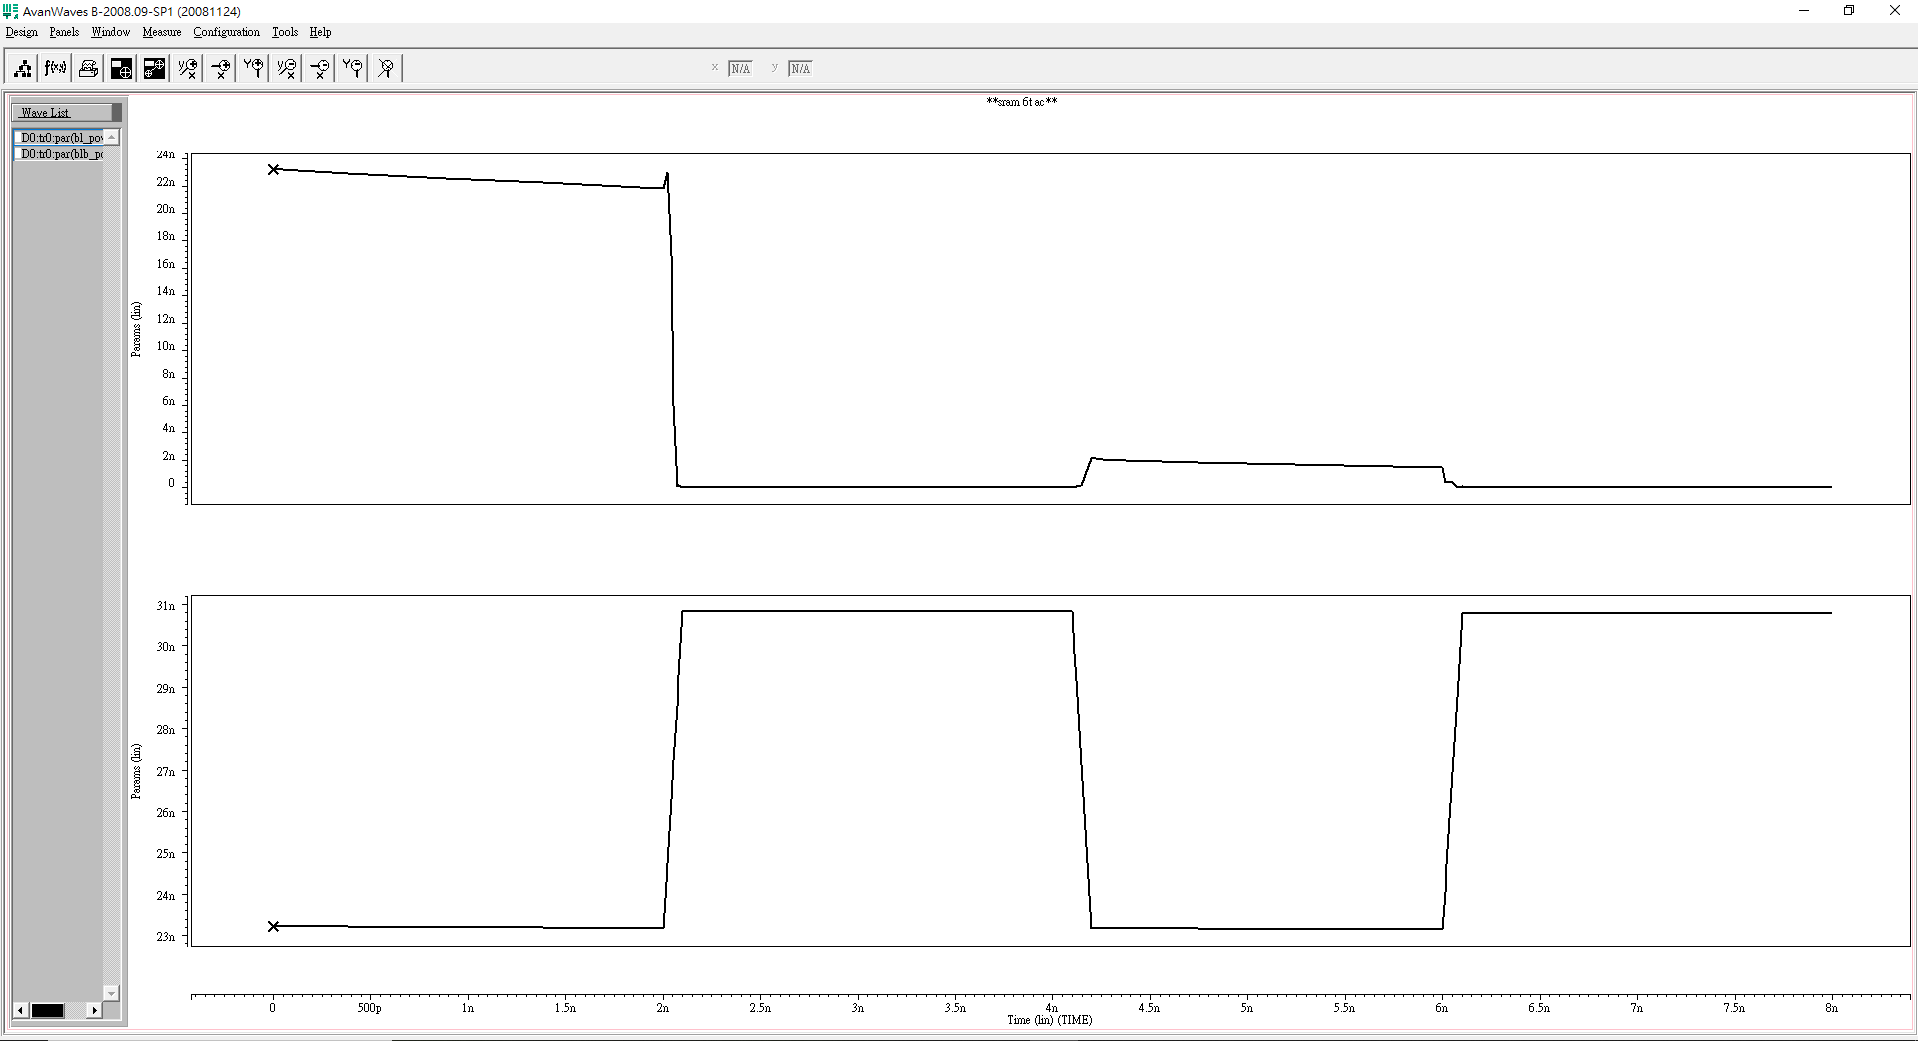 AvanWaves B-2008.09-SP1 (20081124)
Design Panels Window Measure Configuration Tools Help
f(x) x N/A y N/A
Wave List
D0:tr0:par(bl_po
D0:tr0:par(blb_p
**sram 6t ac**
24n
22n
20n
18n
16n
14n
12n
10n
8n
6n
4n
2n
0
Params (lin)
31n
30n
29n
28n
27n
26n
25n
24n
23n
Params (lin)
0 500p 1n 1.5n 2n 2.5n 3n 3.5n 4n 4.5n 5n 5.5n 6n 6.5n 7n 7.5n 8n
Time (lin) (TIME)